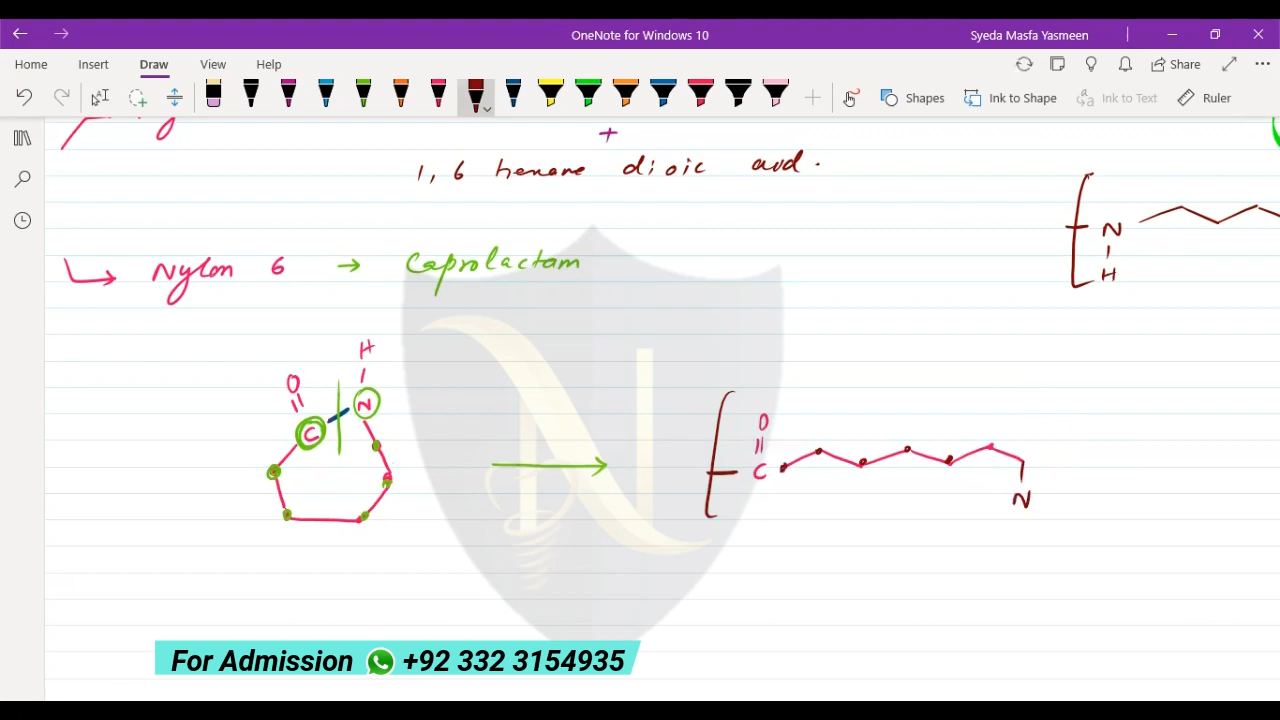 OneNote for Windows 10
Syeda Masfa Yasmeen
Home Insert Draw View Help
Share
Shapes Ink to Shape Ink to Text Ruler
+
1, 6 hexane dioic acid.
Nylon 6 → Caprolactam
N
H
H
O
N
C
O
C
N
N
For Admission +92 332 3154935